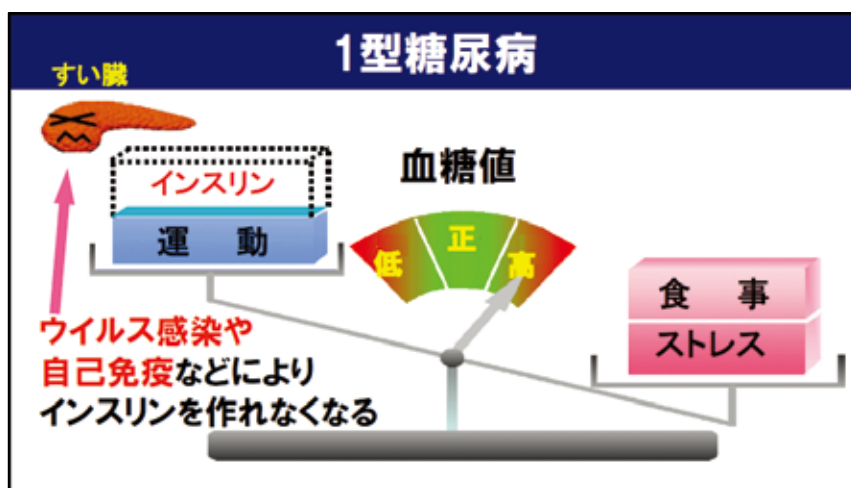 1型糖尿病
すい臓
インスリン
運　動
血糖値
低
正
高
食　事
ストレス
ウイルス感染や
自己免疫などにより
インスリンを作れなくなる